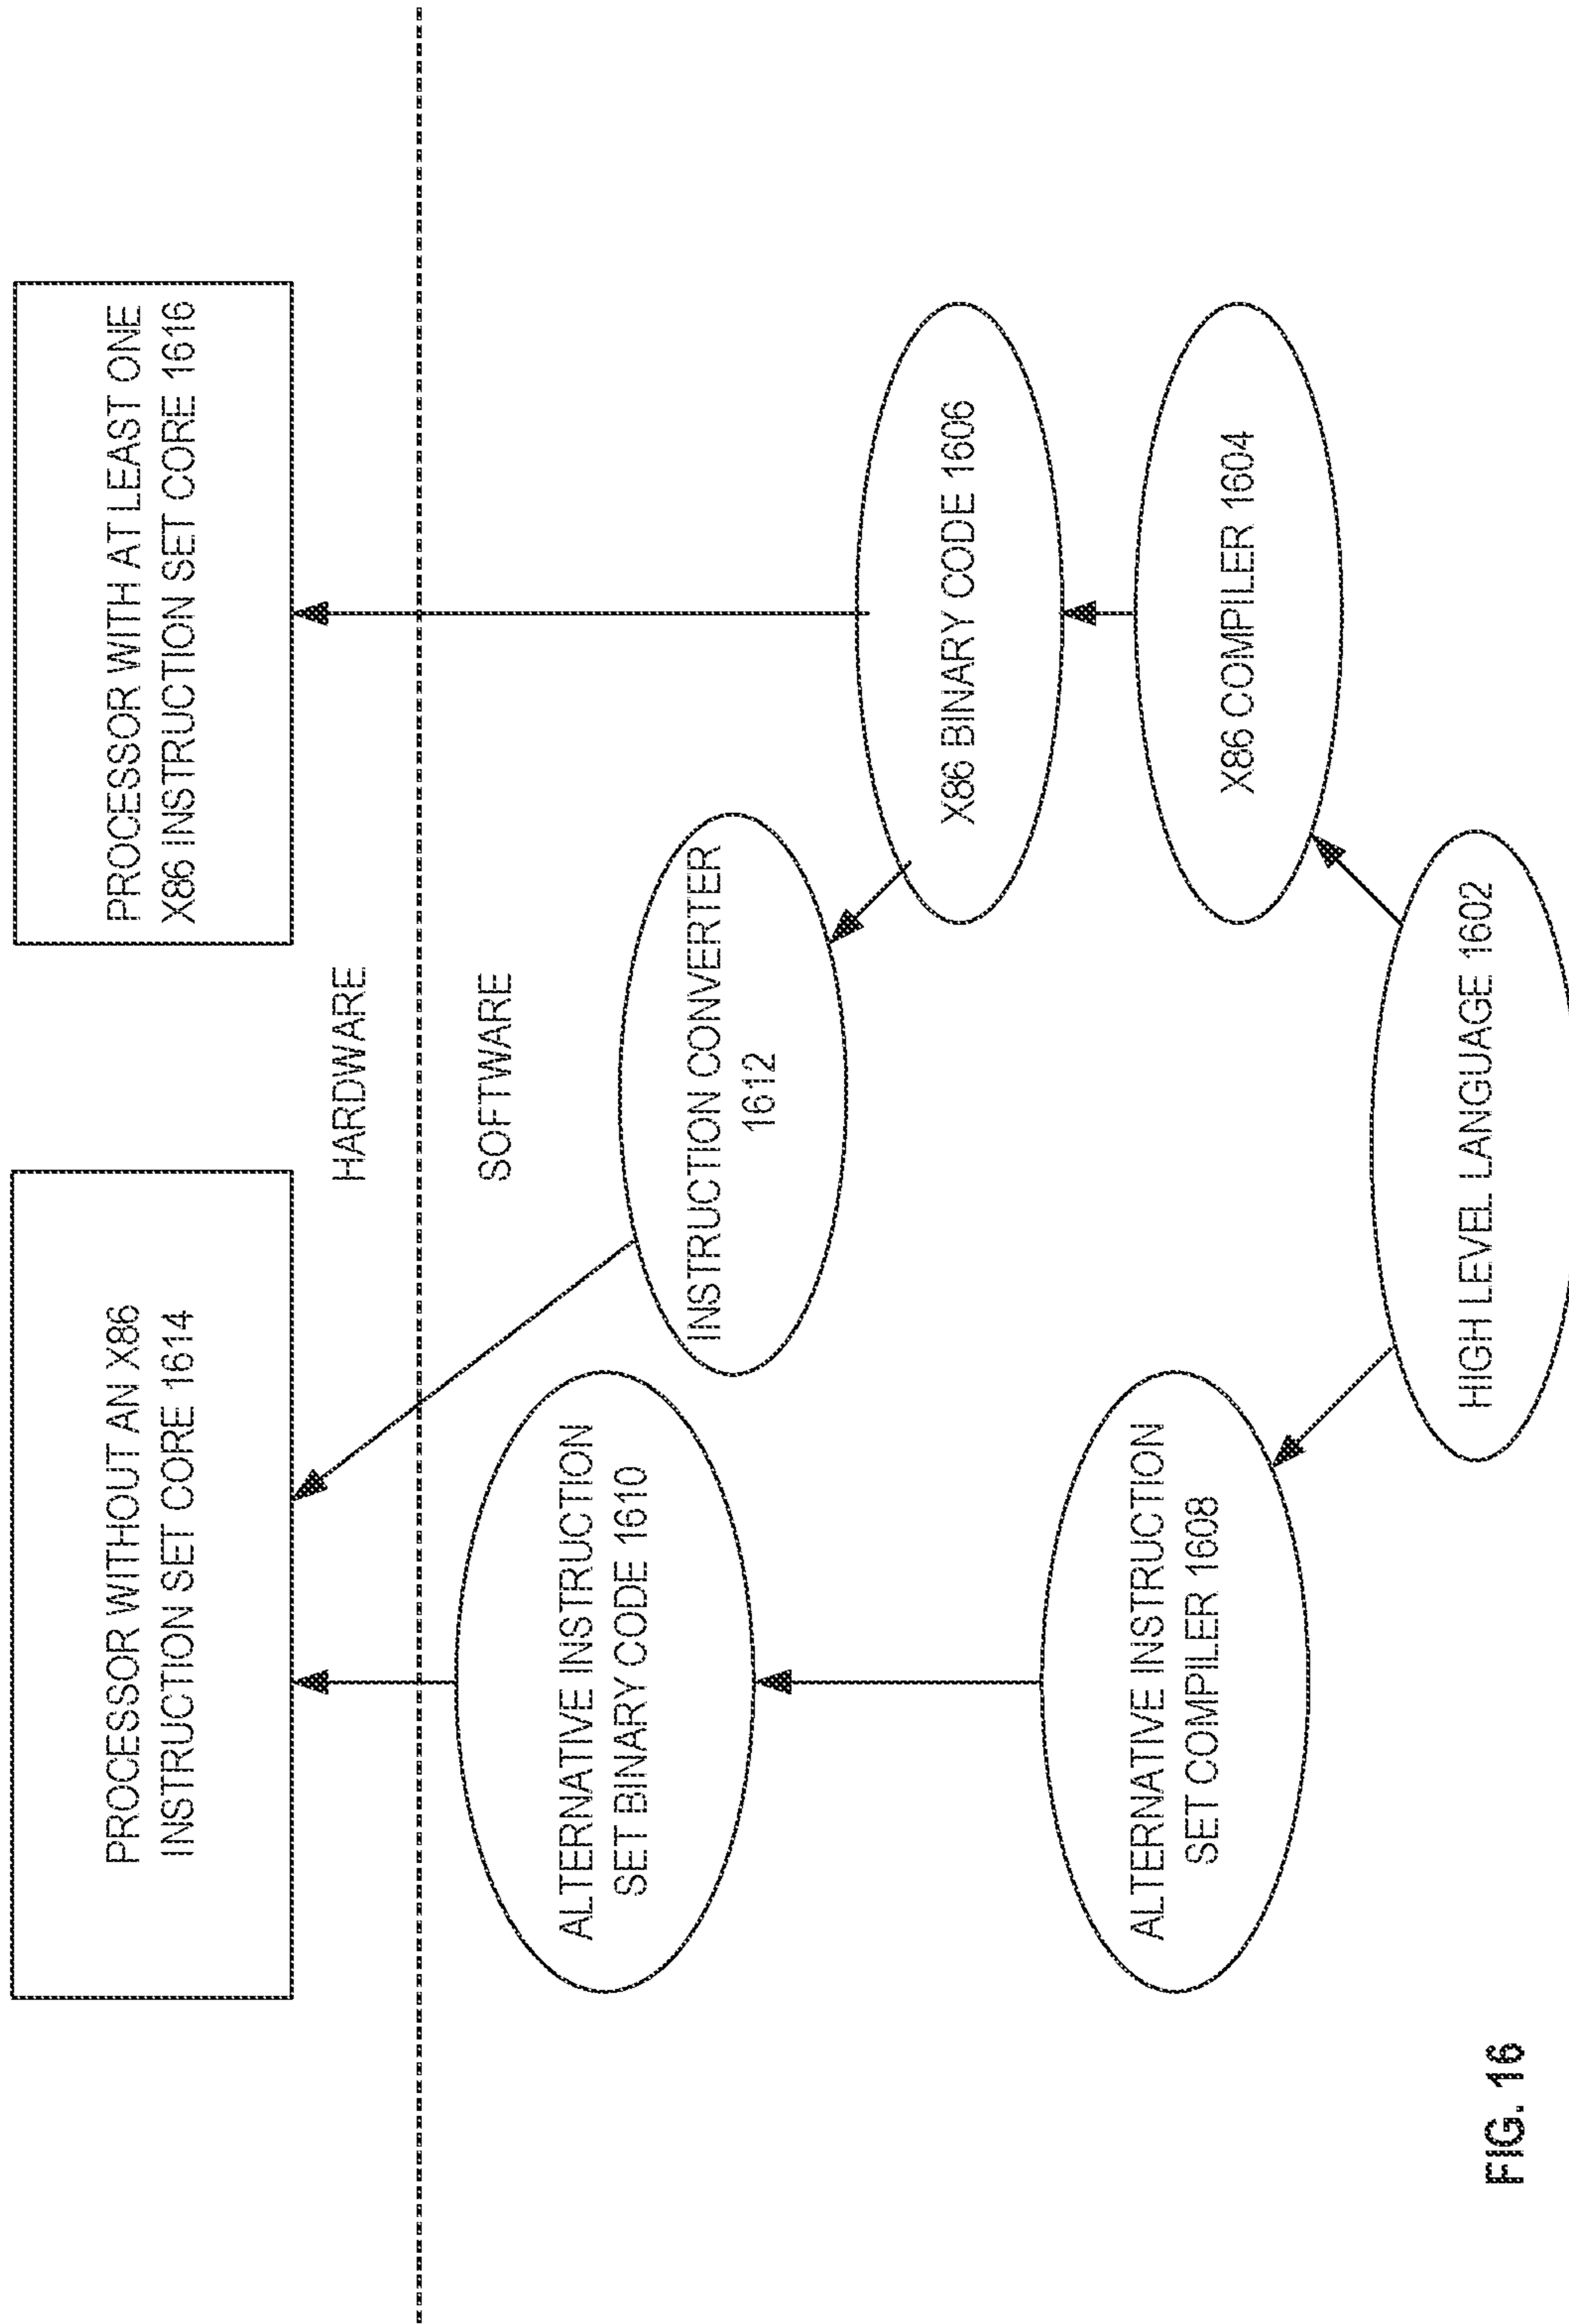 PROCESSOR WITHOUT AN X86
INSTRUCTION SET CORE 1614
PROCESSOR WITH AT LEAST ONE
X86 INSTRUCTION SET CORE 1616
HARDWARE
SOFTWARE
ALTERNATIVE INSTRUCTION
SET BINARY CODE 1610
INSTRUCTION CONVERTER
1612
X86 BINARY CODE 1606
ALTERNATIVE INSTRUCTION
SET COMPILER 1608
X86 COMPILER 1604
HIGH LEVEL LANGUAGE 1602
FIG. 16